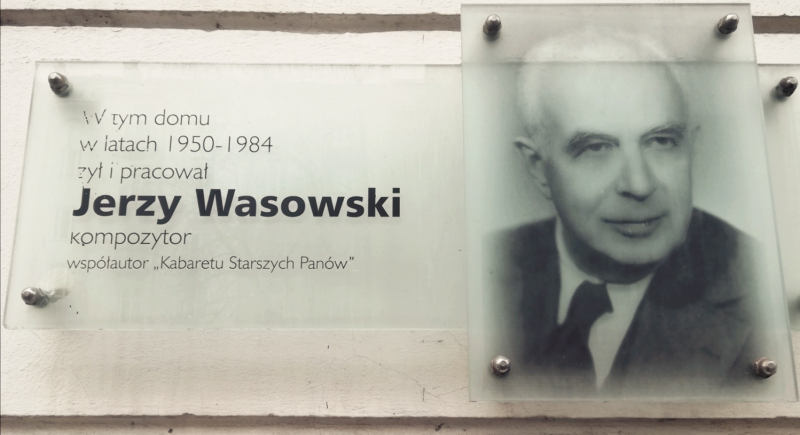 W tym domu
w latach 1950-1984
żył i pracował
Jerzy Wasowski
kompozytor
współautor „Kabaretu Starszych Panów”